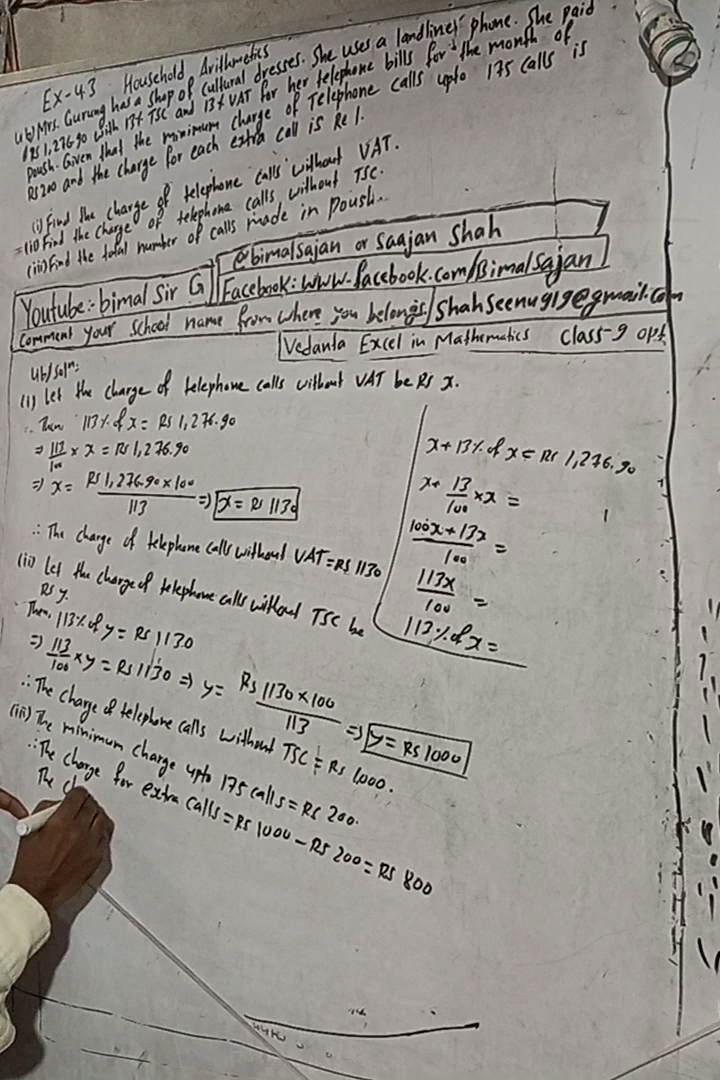 Ex-4.3 Household Arithmetics
4b) Mrs. Gurung has a shop of cultural dresses. She uses a landline phone. She paid
Rs 1,276.90 with 13% TSC and 13% VAT for her telephone bills for the month of
Poush. Given that the minimum charge of Telephone calls upto 175 calls is
Rs 200 and the charge for each extra call is Re 1.
(i) Find the charge of telephone calls without VAT.
(ii) Find the charge of telephone calls without TSC.
(iii) Find the total number of calls made in Poush.
@bimalsajan or Saajan Shah
Youtube:- bimal Sir G
Facebook: www.facebook.com/Bimalsajan
Comment your School name from where you belongs.
Shahseenu919@gmail.com
Vedanta Excel in Mathematics Class-9 opt
4b/Solⁿ:
(i) Let the charge of telephone calls without VAT be Rs x.
∴ Then, 113% of x = Rs 1,276.90
⇒ 113/100 × x = Rs 1,276.90
⇒ x = Rs 1,276.90 × 100/113 ⇒ x = Rs 1130
∴ The charge of telephone calls without VAT = Rs 1130
x + 13% of x = Rs 1,276.90
x + 13/100 × x =
100x + 13x/100 =
113x/100 =
113% of x =
(ii) Let the charge of telephone calls without TSC be
Rs y.
Then, 113% of y = Rs 1130
⇒ 113/100 × y = Rs 1130 ⇒ y = Rs 1130 × 100/113 ⇒ y = Rs 1000
∴ The charge of telephone calls without TSC = Rs 1000.
(iii) The minimum charge upto 175 calls = Rs 200.
∴ The charge for extra calls = Rs 1000 - Rs 200 = Rs 800
The